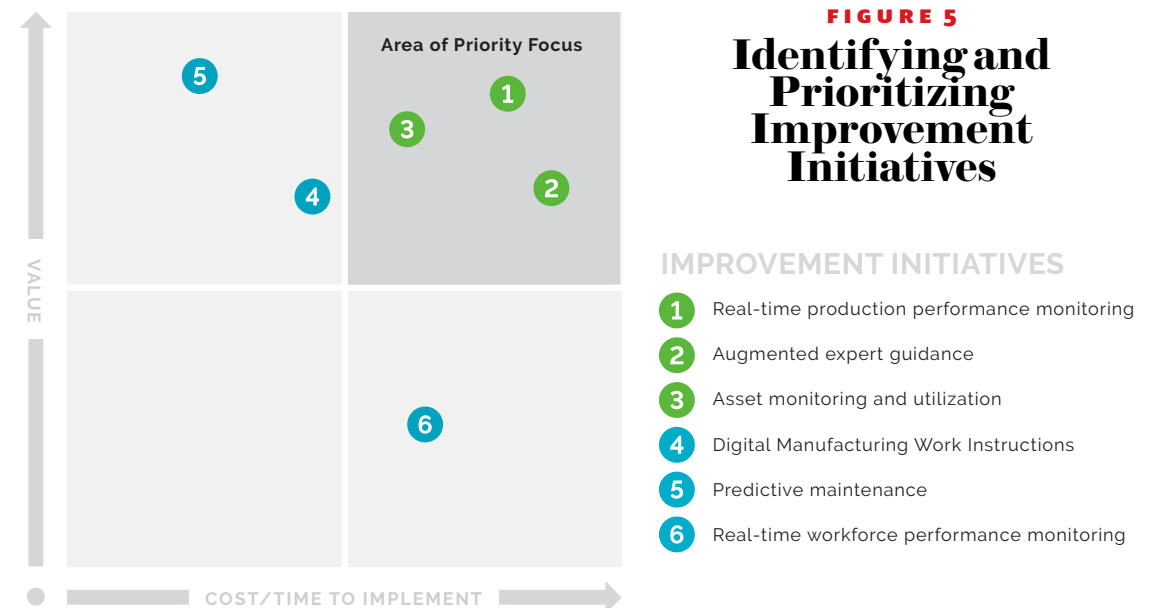 FIGURE 5
Identifying and
Prioritizing
Improvement
Initiatives
Area of Priority Focus
5
1
3
4
2
6
VALUE
COST/TIME TO IMPLEMENT
IMPROVEMENT INITIATIVES
1 Real-time production performance monitoring
2 Augmented expert guidance
3 Asset monitoring and utilization
4 Digital Manufacturing Work Instructions
5 Predictive maintenance
6 Real-time workforce performance monitoring